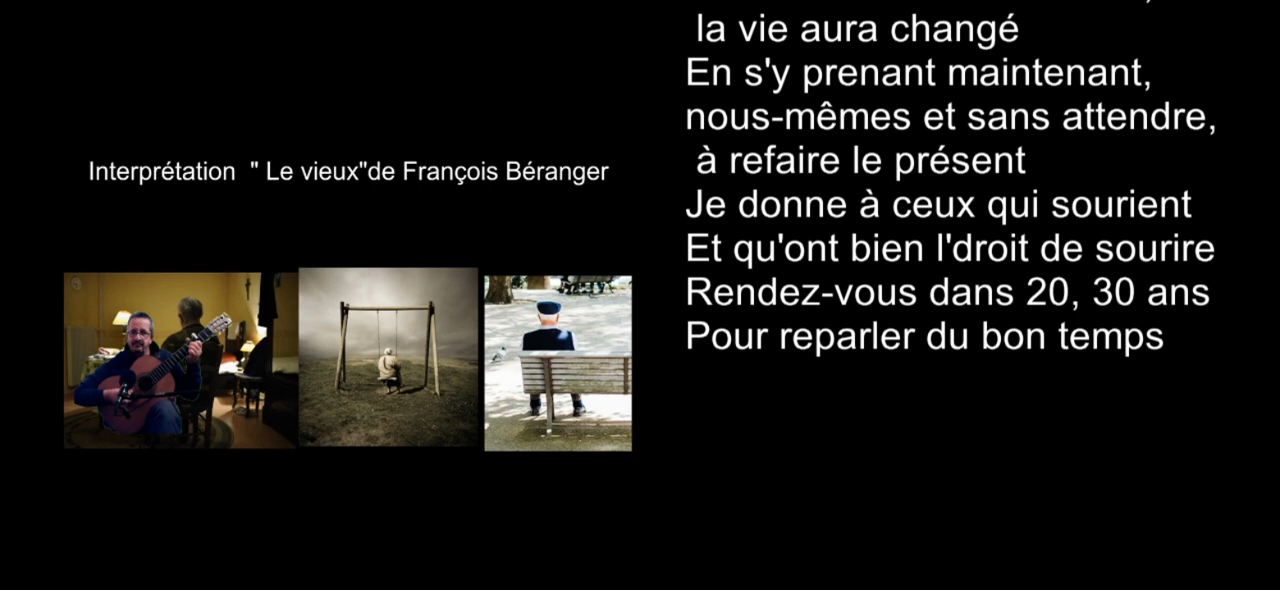 Interprétation  " Le vieux"de François Béranger
la vie aura changé
En s'y prenant maintenant,
nous-mêmes et sans attendre,
à refaire le présent
Je donne à ceux qui sourient
Et qu'ont bien l'droit de sourire
Rendez-vous dans 20, 30 ans
Pour reparler du bon temps